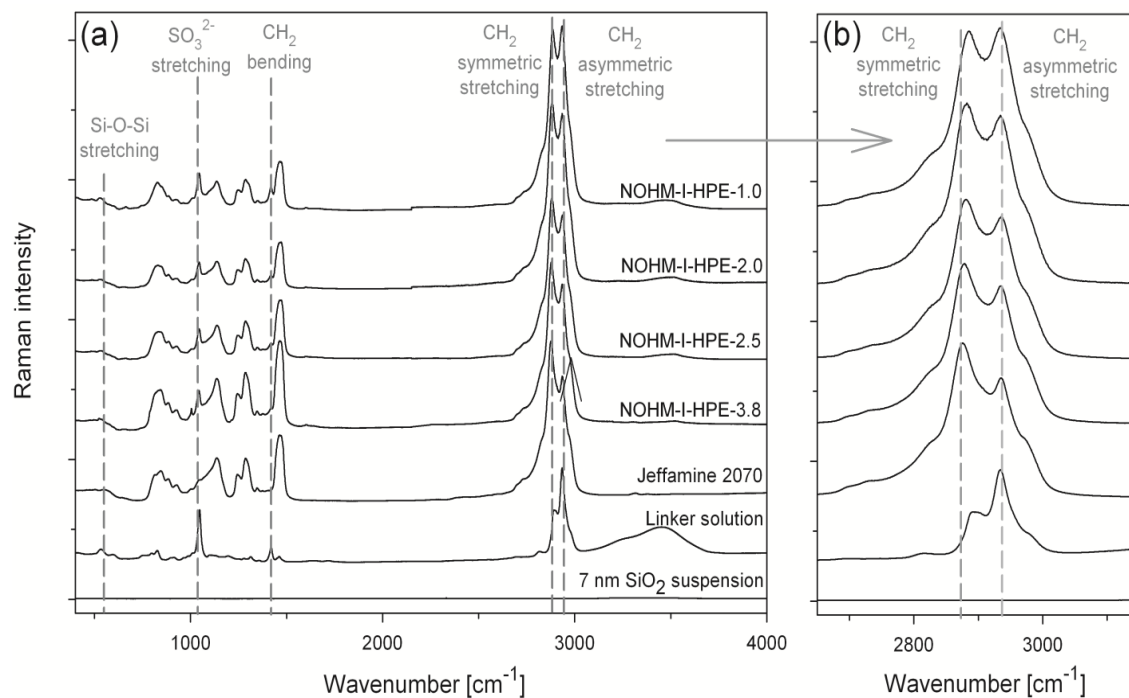 (a)
SO₃²⁻
stretching
CH₂
bending
CH₂
symmetric
stretching
CH₂
asymmetric
stretching
Si-O-Si
stretching
NOHM-I-HPE-1.0
NOHM-I-HPE-2.0
NOHM-I-HPE-2.5
NOHM-I-HPE-3.8
Jeffamine 2070
Linker solution
7 nm SiO₂ suspension
Raman intensity
1000 2000 3000 4000
Wavenumber [cm⁻¹]
(b)
CH₂
symmetric
stretching
CH₂
asymmetric
stretching
2800 3000
Wavenumber [cm⁻¹]